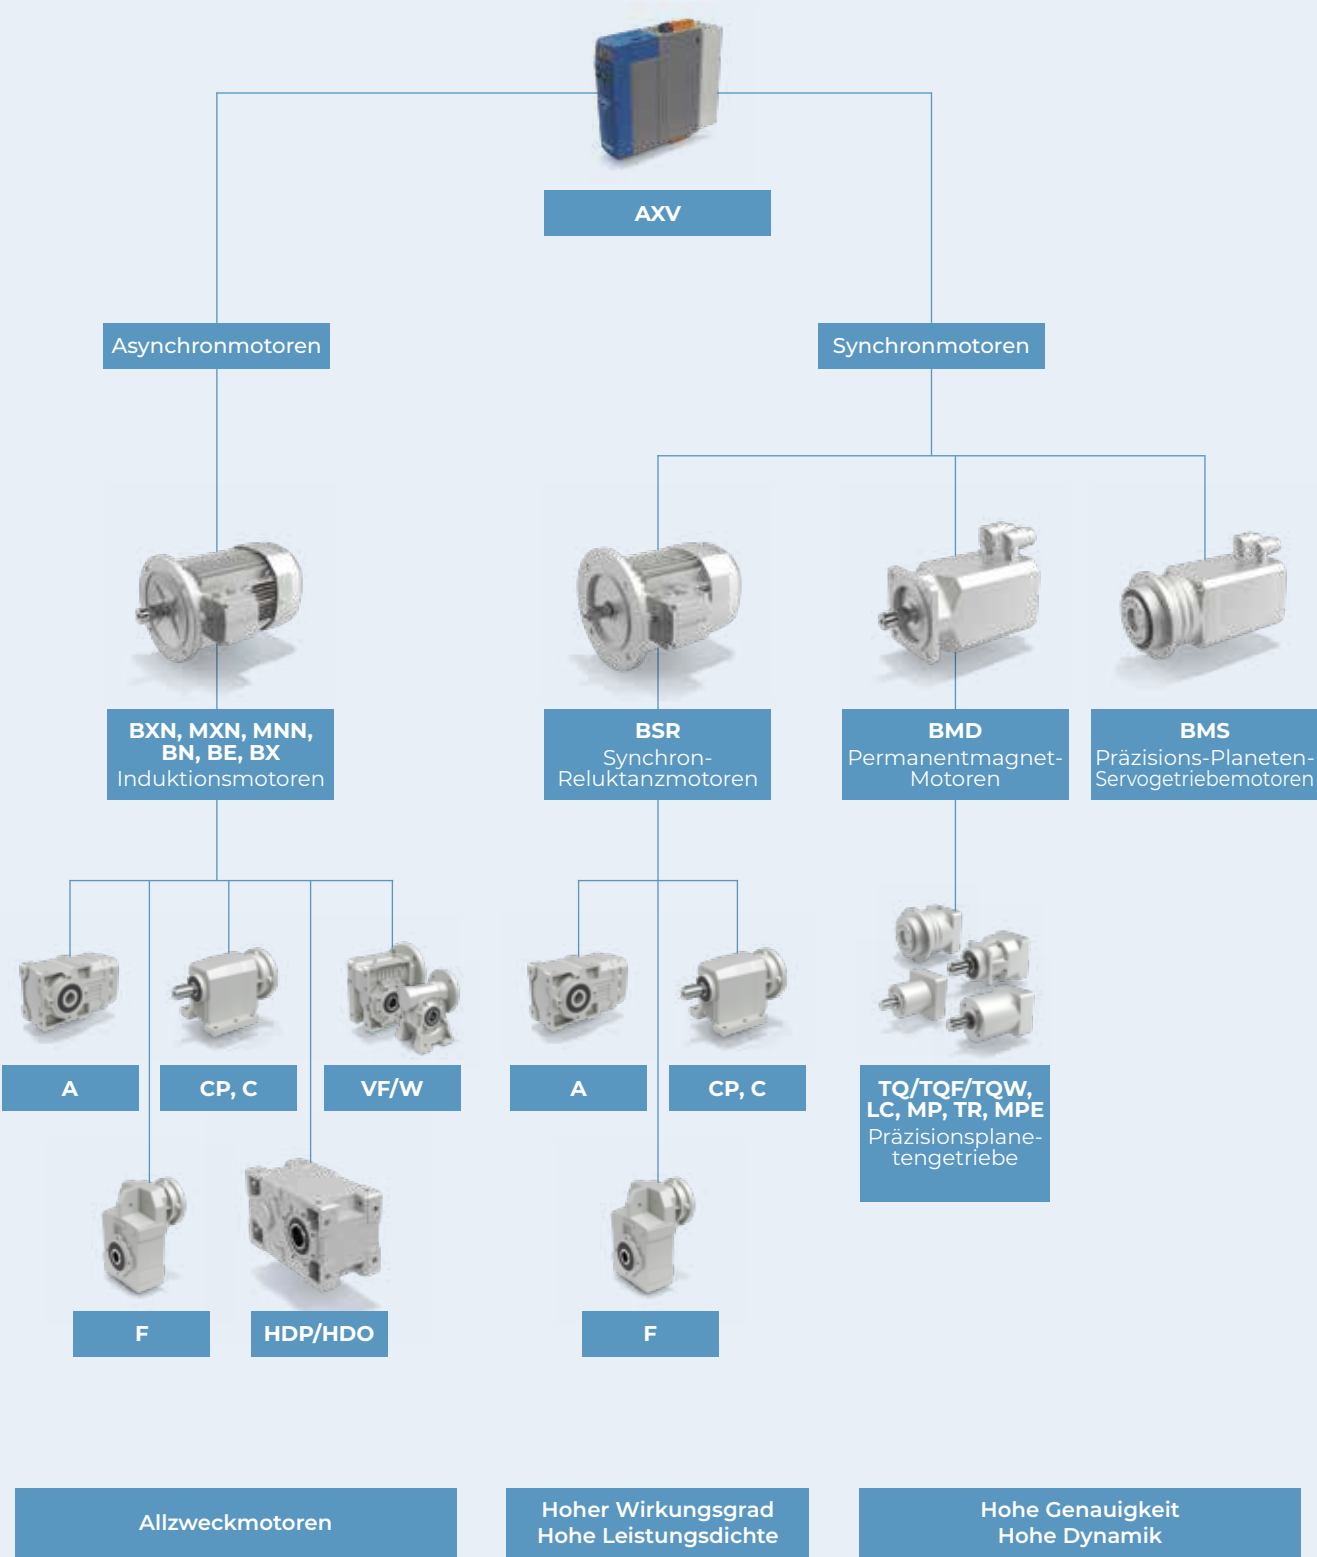 AXV
Asynchronmotoren
Synchronmotoren
BXN, MXN, MNN,
BN, BE, BX
Induktionsmotoren
BSR
Synchron-
Reluktanzmotoren
BMD
Permanentmagnet-
Motoren
BMS
Präzisions-Planeten-
Servogetriebemotoren
A
CP, C
VF/W
A
CP, C
TQ/TQF/TQW,
LC, MP, TR, MPE
Präzisionsplane-
tengetriebe
F
HDP/HDO
F
Allzweckmotoren
Hoher Wirkungsgrad
Hohe Leistungsdichte
Hohe Genauigkeit
Hohe Dynamik